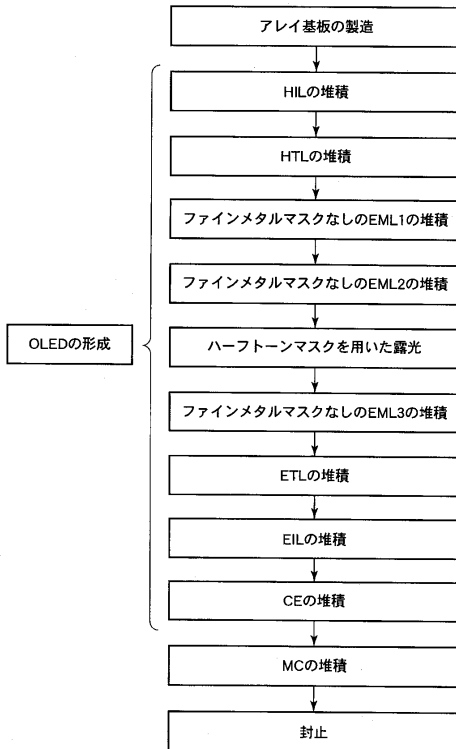 アレイ基板の製造
HILの堆積
HTLの堆積
ファインメタルマスクなしのEML1の堆積
ファインメタルマスクなしのEML2の堆積
OLEDの形成
ハーフトーンマスクを用いた露光
ファインメタルマスクなしのEML3の堆積
ETLの堆積
EILの堆積
CEの堆積
MCの堆積
封止